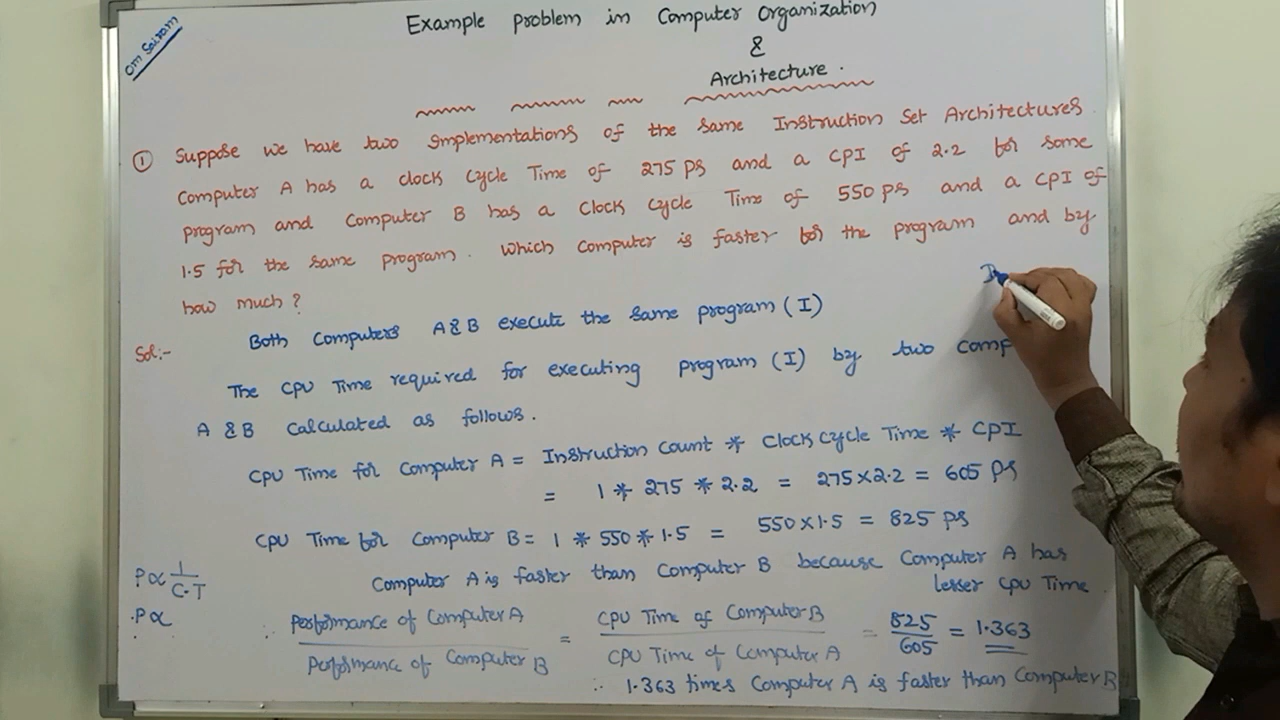 Om Sairam
Example problem in Computer Organization
&
Architecture.
① Suppose we have two Implementations of the same Instruction Set Architectures
Computer A has a clock cycle Time of 275 ps and a CPI of 2.2 for some
program and Computer B has a Clock cycle Time of 550 ps and a CPI of
1.5 for the same program. Which Computer is faster for the program and by
how much?
Sol:- Both Computers A & B execute the same program (I)
The CPU Time required for executing program (I) by two comp
A & B Calculated as follows.
CPU Time for Computer A = Instruction Count * Clock Cycle Time * CPI
= 1 * 275 * 2.2 = 275 x 2.2 = 605 ps
CPU Time for Computer B = 1 * 550 * 1.5 = 550 x 1.5 = 825 ps
Computer A is faster than Computer B because Computer A has
lesser CPU Time
P ∝ 1/C.T
P ∝
∴ Performance of Computer A / Performance of Computer B = CPU Time of Computer B / CPU Time of Computer A = 825/605 = 1.363
∴ 1.363 times Computer A is faster than Computer B